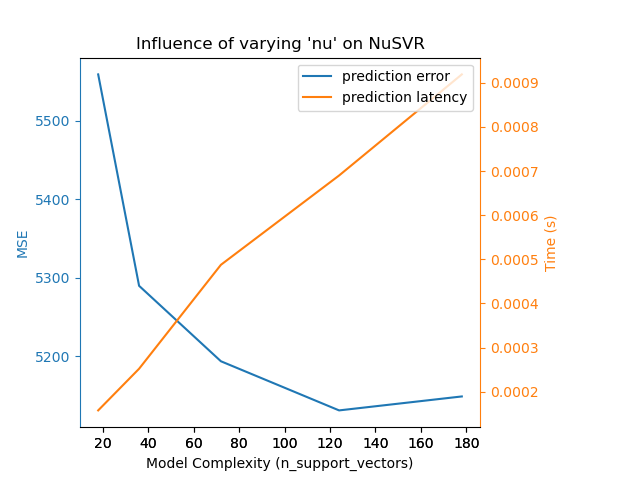 Influence of varying 'nu' on NuSVR
prediction error
prediction latency
5500
5400
5300
5200
MSE
0.0009
0.0008
0.0007
0.0006
0.0005
0.0004
0.0003
0.0002
Time (s)
20 40 60 80 100 120 140 160 180
Model Complexity (n_support_vectors)